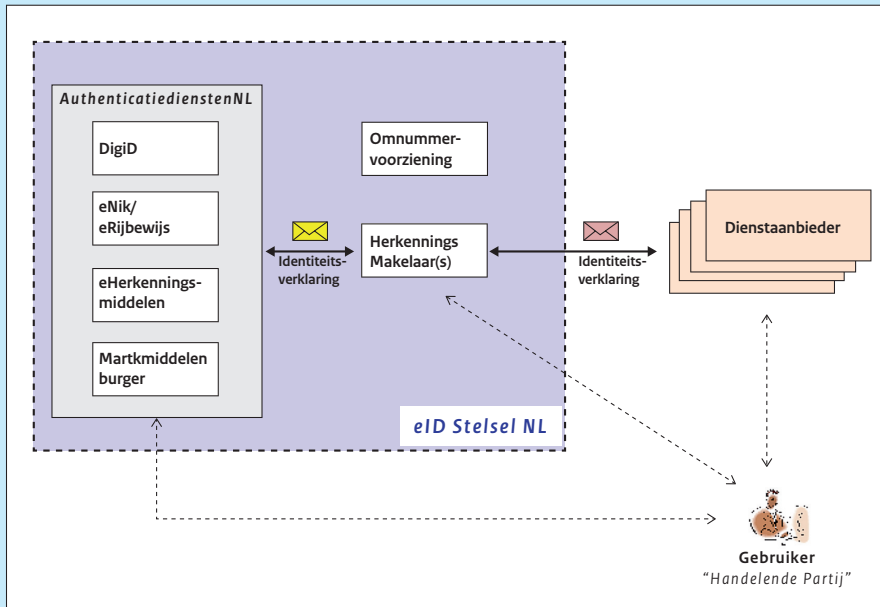 AuthenticatiedienstenNL
DigiD
eNik/
eRijbewijs
eHerkennings-
middelen
Martkmiddelen
burger
Omnummer-
voorziening
Identiteits-
verklaring
Herkennings
Makelaar(s)
Identiteits-
verklaring
Dienstaanbieder
eID Stelsel NL
Gebruiker
“Handelende Partij”